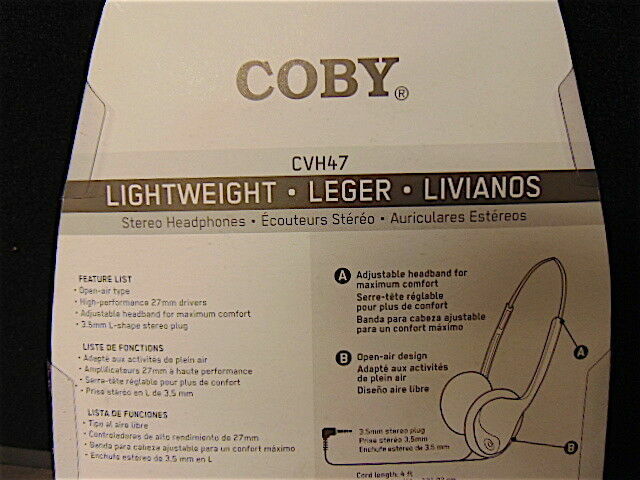 COBY®
CVH47
LIGHTWEIGHT • LEGER • LIVIANOS
Stereo Headphones • Écouteurs Stéréo • Auriculares Estéreos
FEATURE LIST
• Open-air type
• High-performance 27mm drivers
• Adjustable headband for maximum comfort
• 3.5mm L-shape stereo plug
LISTE DE FONCTIONS
• Adapté aux activités de plein air
• Amplificateurs 27mm à haute performance
• Serre-tête réglable pour plus de confort
• Prise stéréo en L de 3,5 mm
LISTA DE FUNCIONES
• Tipo al aire libre
• Controladores de alto rendimiento de 27mm
• Banda para cabeza ajustable para un confort máximo
• Enchufe estéreo de 3,5 mm en L
A Adjustable headband for
maximum comfort
Serre-tête réglable
pour plus de confort
Banda para cabeza ajustable
para un confort máximo
B Open-air design
Adapté aux activités
de plein air
Diseño aire libre
A
B
3.5mm stereo plug
Prise stéréo 3,5mm
Enchufe estéreo de 3.5 mm
Cord length: 4 ft